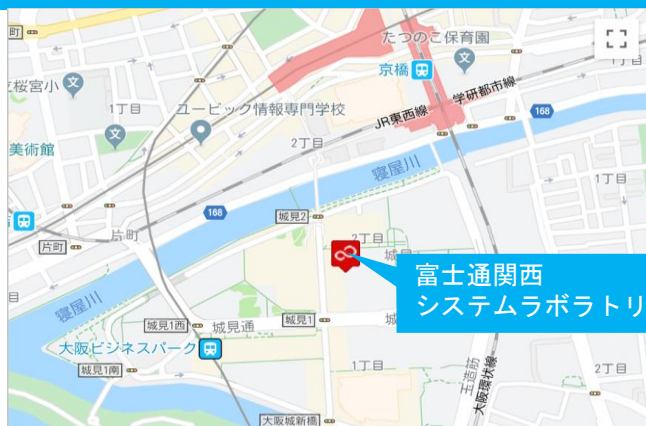 町
たつのこ保育園
京橋
桜宮小
学研都市線
1丁目
ユービック情報専門学校
JR東西線
168
美術館
2丁目
寝屋川
1丁目
168
城見2
片町
片町
2丁目
富士通関西
システムラボラトリ
寝屋川
城見1西
城見通
城見1
大阪ビジネスパーク
城見1南
1丁目
玉造筋
大阪環状線
2丁目
大阪城新橋